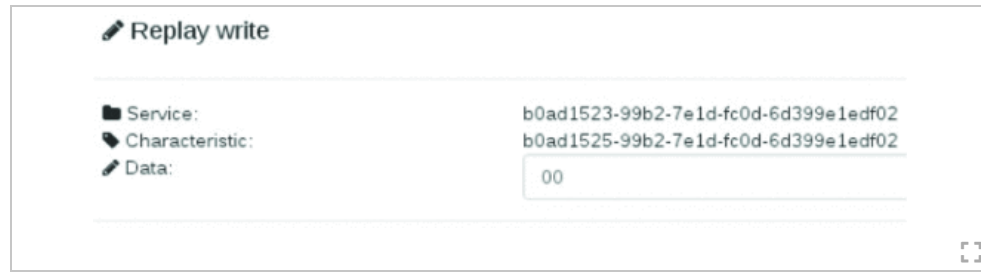 Replay write
Service: b0ad1523-99b2-7e1d-fc0d-6d399e1edf02
Characteristic: b0ad1525-99b2-7e1d-fc0d-6d399e1edf02
Data: 00